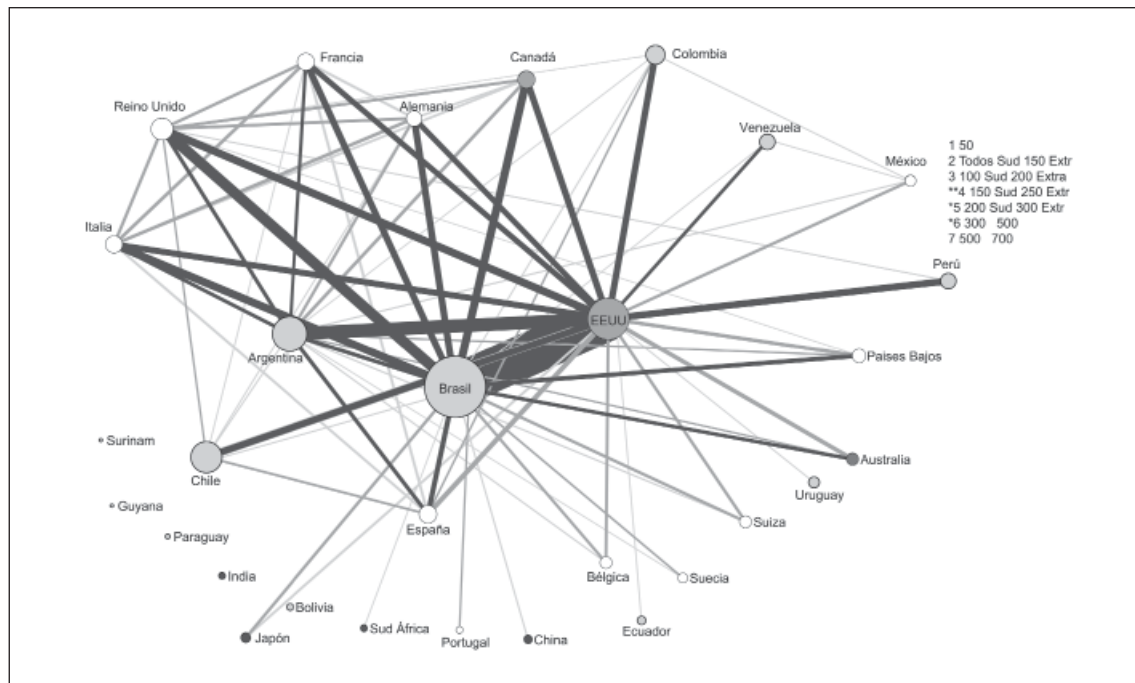 Francia
Canadá
Colombia
Reino Unido
Alemania
Venezuela
México
1 50
2 Todos Sud 150 Extr
3 100 Sud 200 Extra
**4 150 Sud 250 Extr
*5 200 Sud 300 Extr
*6 300 500
7 500 700
Italia
Perú
EEUU
Argentina
Paises Bajos
Brasil
Surinam
Chile
Australia
Uruguay
Guyana
España
Suiza
Paraguay
India
Bélgica
Suecia
Bolivia
Japón
Sud África
Portugal
China
Ecuador